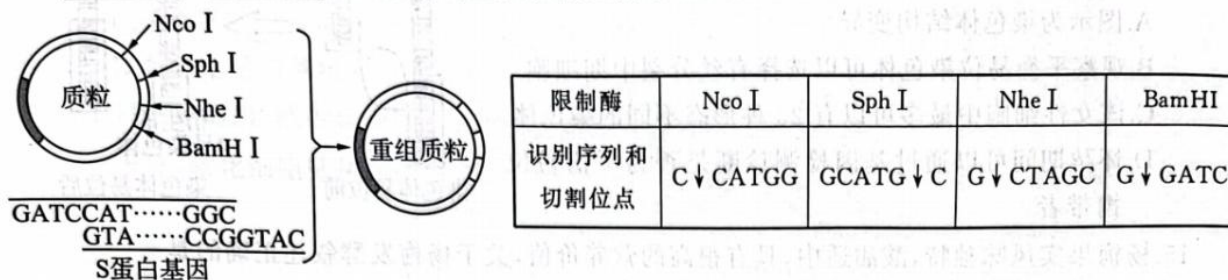 Nco Ⅰ
Sph Ⅰ
质粒
Nhe Ⅰ
BamH Ⅰ
重组质粒
GATCCAT……GGC
GTA……CCGGTAC
S蛋白基因
限制酶 Nco Ⅰ Sph Ⅰ Nhe Ⅰ BamHI
识别序列和
切割位点
C↓CATGG GCATG↓C G↓CTAGC G↓GATC